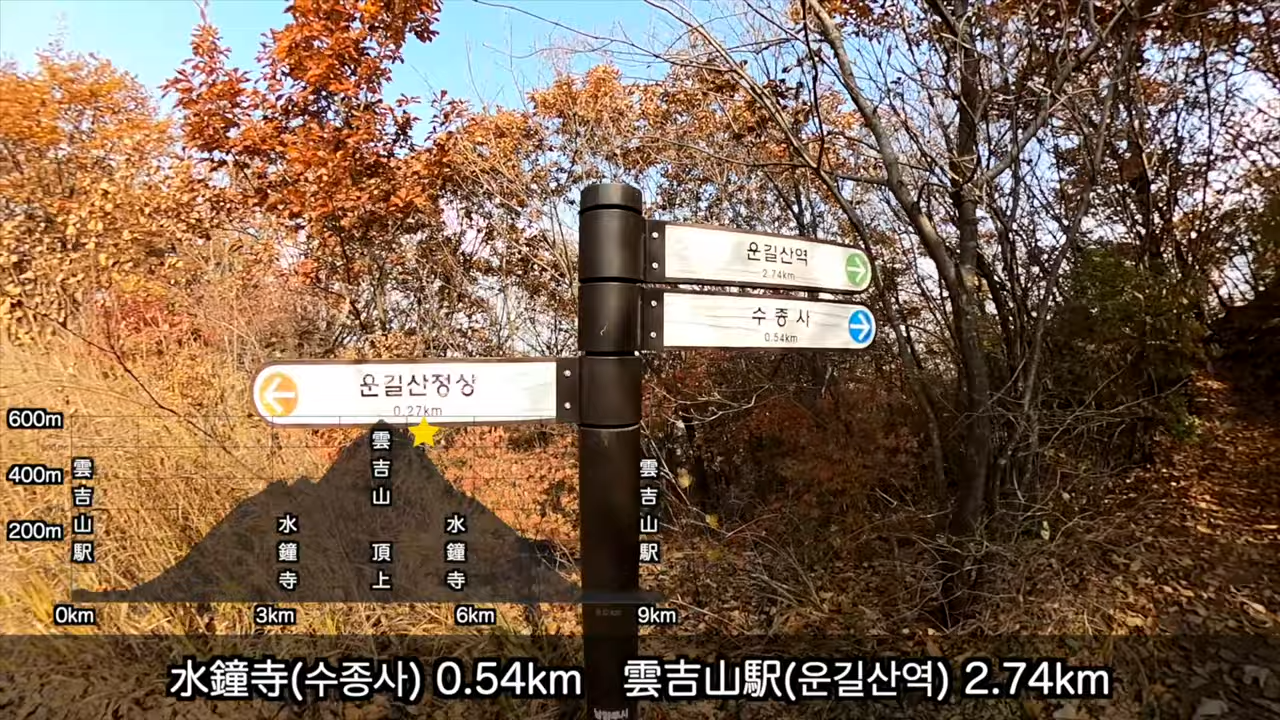 운길산역
2.74km
수종사
0.54km
운길산정상
0.27km
600m
400m
200m
雲吉山駅
水鐘寺
雲吉山 頂上
水鐘寺
雲吉山駅
0km
3km
6km
9km
水鐘寺(수종사) 0.54km 雲吉山駅(운길산역) 2.74km